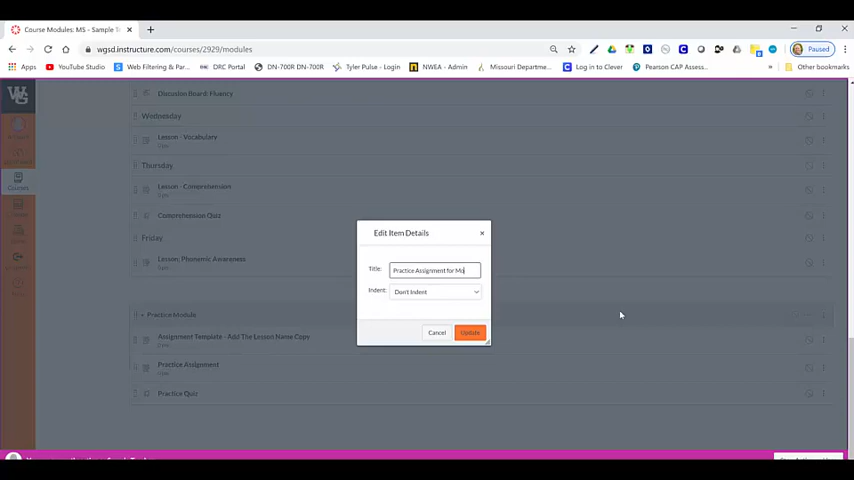 Course Modules: MS - Sample T
wgsd.instructure.com/courses/2929/modules
Paused
Apps
YouTube Studio
Web Filtering & Par...
DRC Portal
DN-700R DN-700R
Tyler Pulse - Login
NWEA - Admin
Missouri Departme...
Log in to Clever
Pearson CAP Assess...
»
Other bookmarks
WG
Courses
Discussion Board: Fluency
Wednesday
Lesson - Vocabulary
Thursday
Lesson - Comprehension
Comprehension Quiz
Friday
Lesson, Phonemic Awareness
Edit Item Details
Title:
Practice Assignment for Mo
Indent:
Don't Indent
Cancel
Update
Practice Module
Assignment Template - Add The Lesson Name Copy
Practice Assignment
Practice Quiz